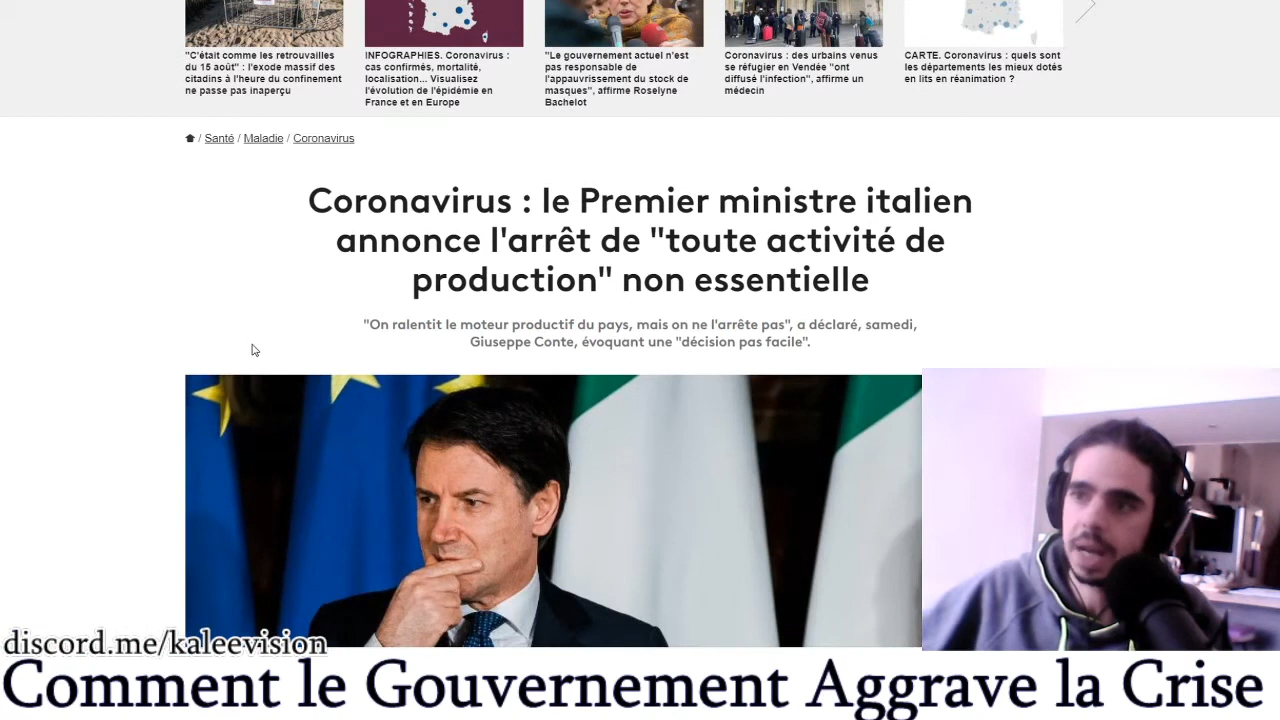 "C'était comme les retrouvailles
du 15 août" : l'exode massif des
citadins à l'heure du confinement
ne passe pas inaperçu
INFOGRAPHIES. Coronavirus :
cas confirmés, mortalité,
localisation... Visualisez
l'évolution de l'épidémie en
France et en Europe
"Le gouvernement actuel n'est
pas responsable de
l'appauvrissement du stock de
masques", affirme Roselyne
Bachelot
Coronavirus : des urbains venus
se réfugier en Vendée "ont
diffusé l'infection", affirme un
médecin
CARTE. Coronavirus : quels sont
les départements les mieux dotés
en lits en réanimation ?
/ Santé / Maladie / Coronavirus
Coronavirus : le Premier ministre italien
annonce l'arrêt de "toute activité de
production" non essentielle
"On ralentit le moteur productif du pays, mais on ne l'arrête pas", a déclaré, samedi,
Giuseppe Conte, évoquant une "décision pas facile".
discord.me/kaleevision
Comment le Gouvernement Aggrave la Crise